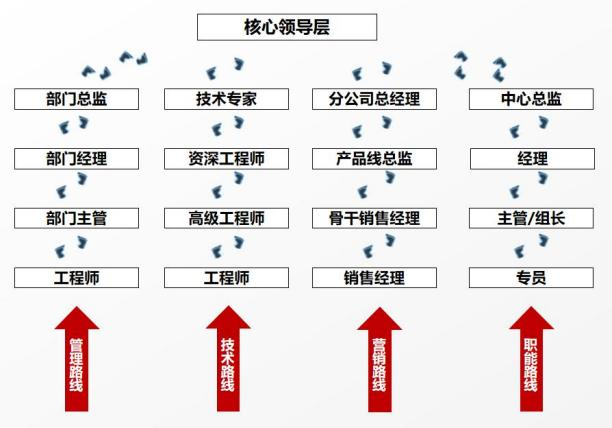 核心领导层
部门总监 技术专家 分公司总经理 中心总监
部门经理 资深工程师 产品线总监 经理
部门主管 高级工程师 骨干销售经理 主管/组长
工程师 工程师 销售经理 专员
管理路线 技术路线 营销路线 职能路线